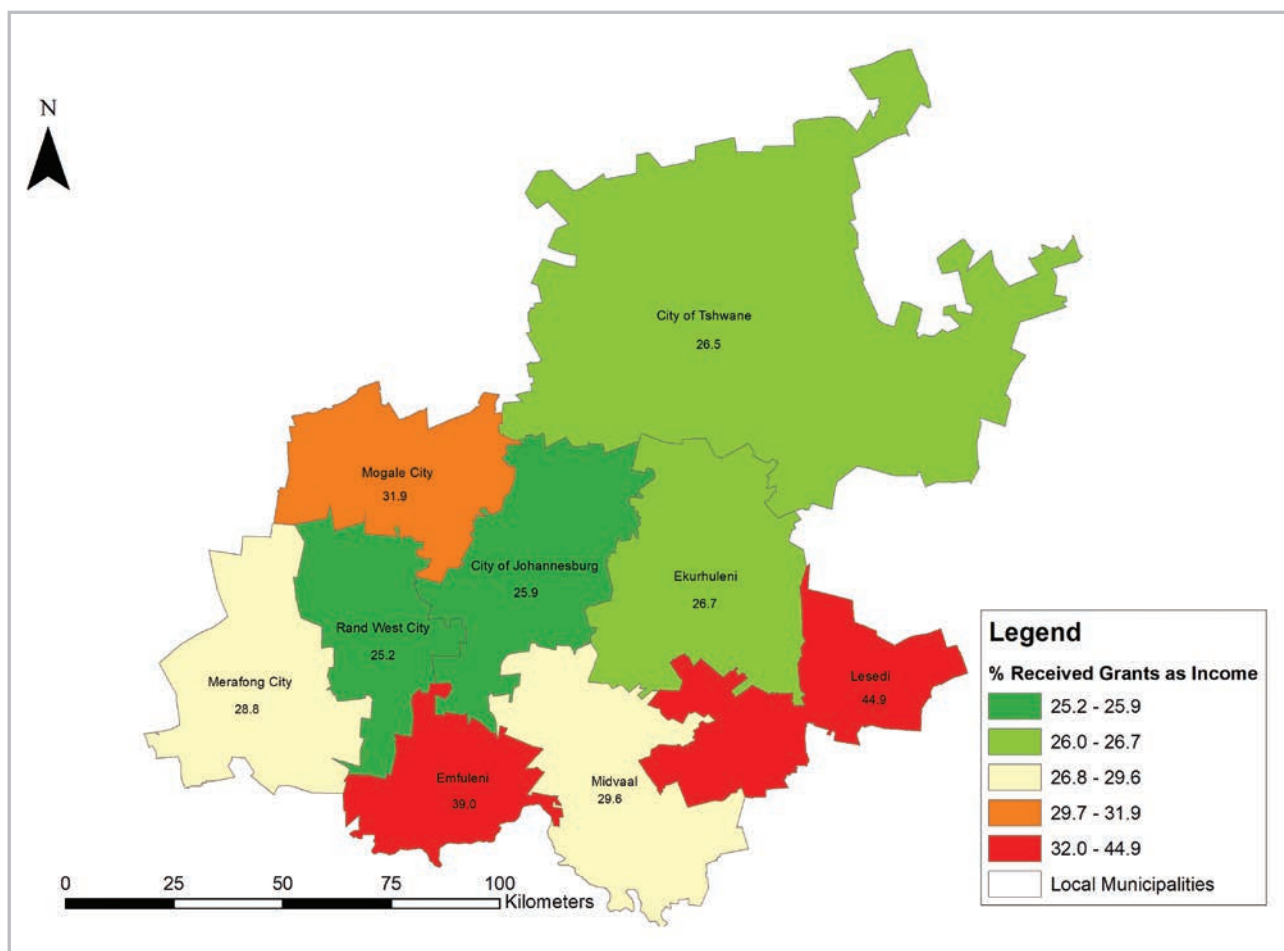 N
City of Tshwane
26.5
Mogale City
31.9
City of Johannesburg
25.9
Ekurhuleni
26.7
Rand West City
25.2
Merafong City
28.8
Lesedi
44.9
Emfuleni
39.0
Midvaal
29.6
Legend
% Received Grants as Income
25.2 - 25.9
26.0 - 26.7
26.8 - 29.6
29.7 - 31.9
32.0 - 44.9
Local Municipalities
0 25 50 75 100
Kilometers